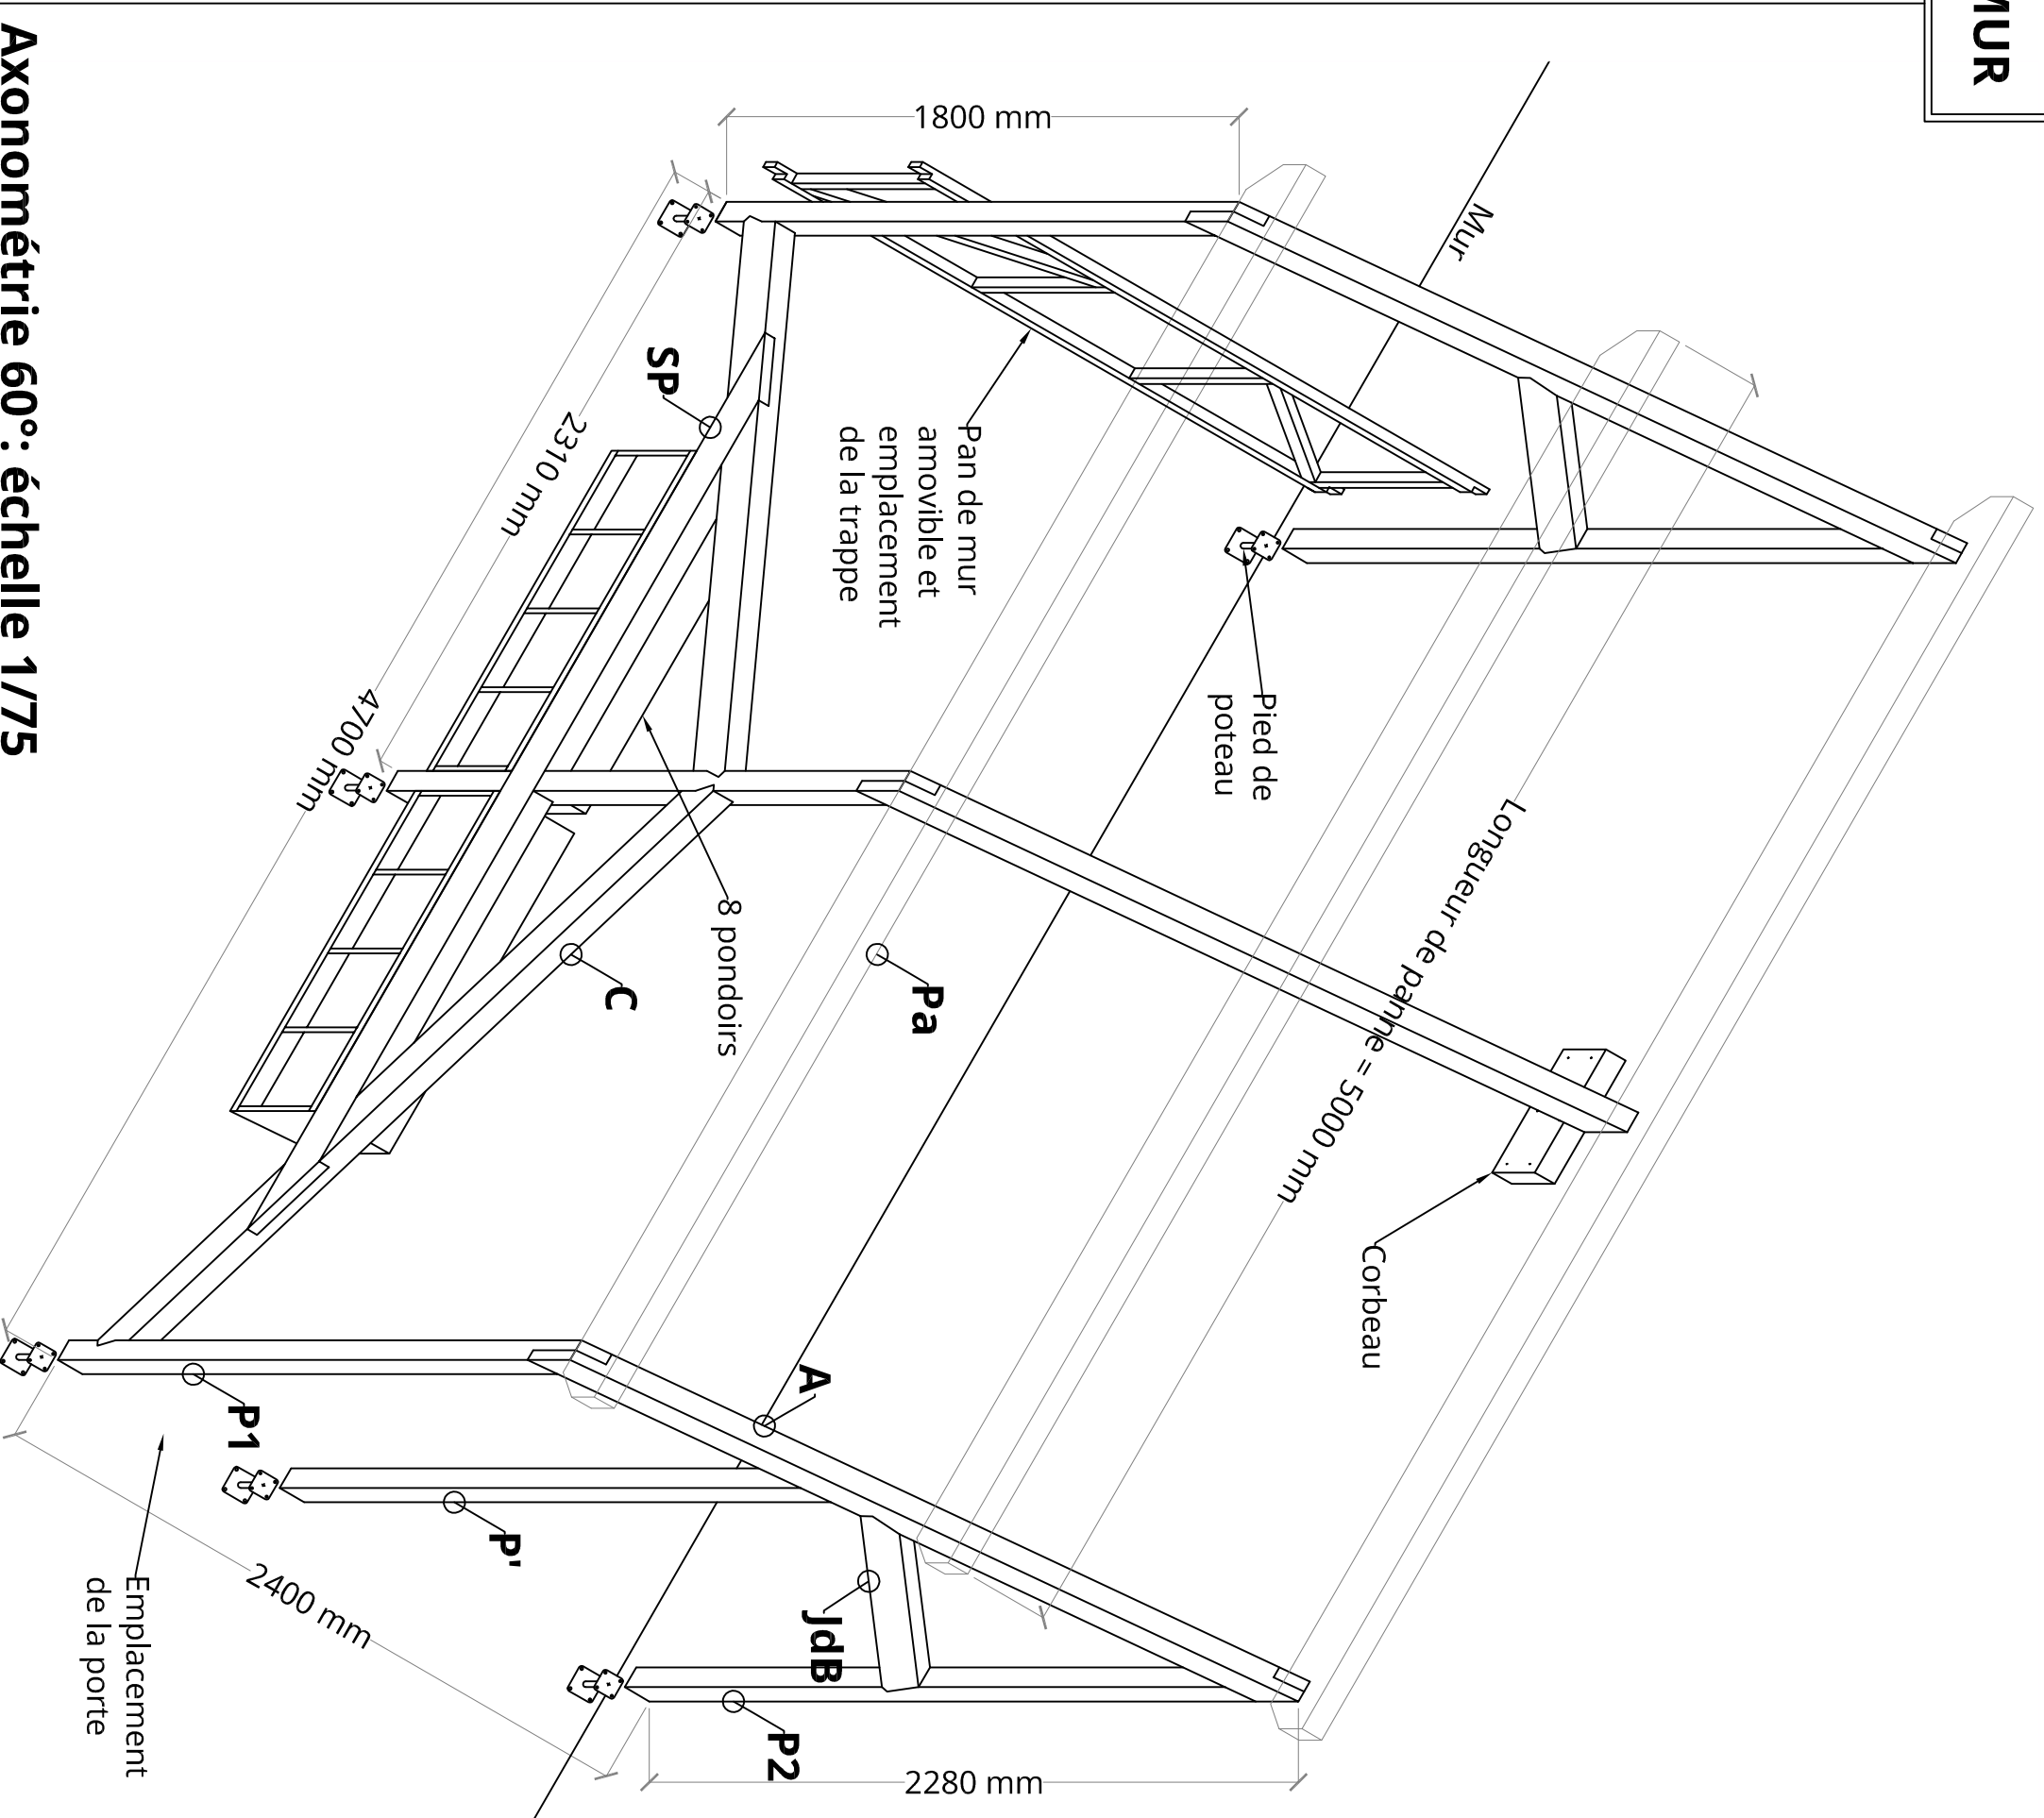 MUR
1800 mm
Mur
SP
2310 mm
Pan de mur
amovible et
emplacement
de la trappe
Pied de
poteau
4700 mm
Longueur de panne = 5000 mm
8 pondoirs
C
Pa
Corbeau
A
P1
P'
JdB
P2
2400 mm
Emplacement
de la porte
2280 mm
Axonométrie 60°: échelle 1/75